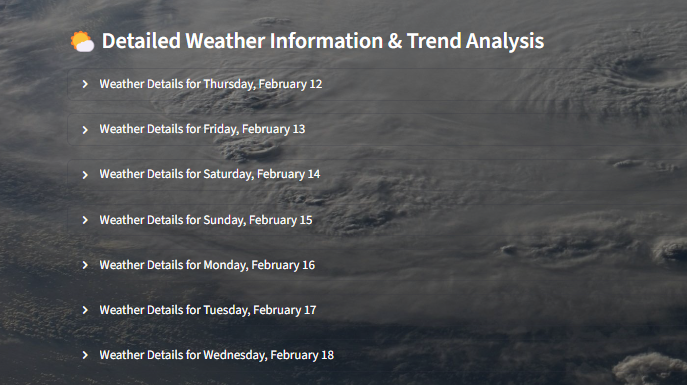 Detailed Weather Information & Trend Analysis
Weather Details for Thursday, February 12
Weather Details for Friday, February 13
Weather Details for Saturday, February 14
Weather Details for Sunday, February 15
Weather Details for Monday, February 16
Weather Details for Tuesday, February 17
Weather Details for Wednesday, February 18